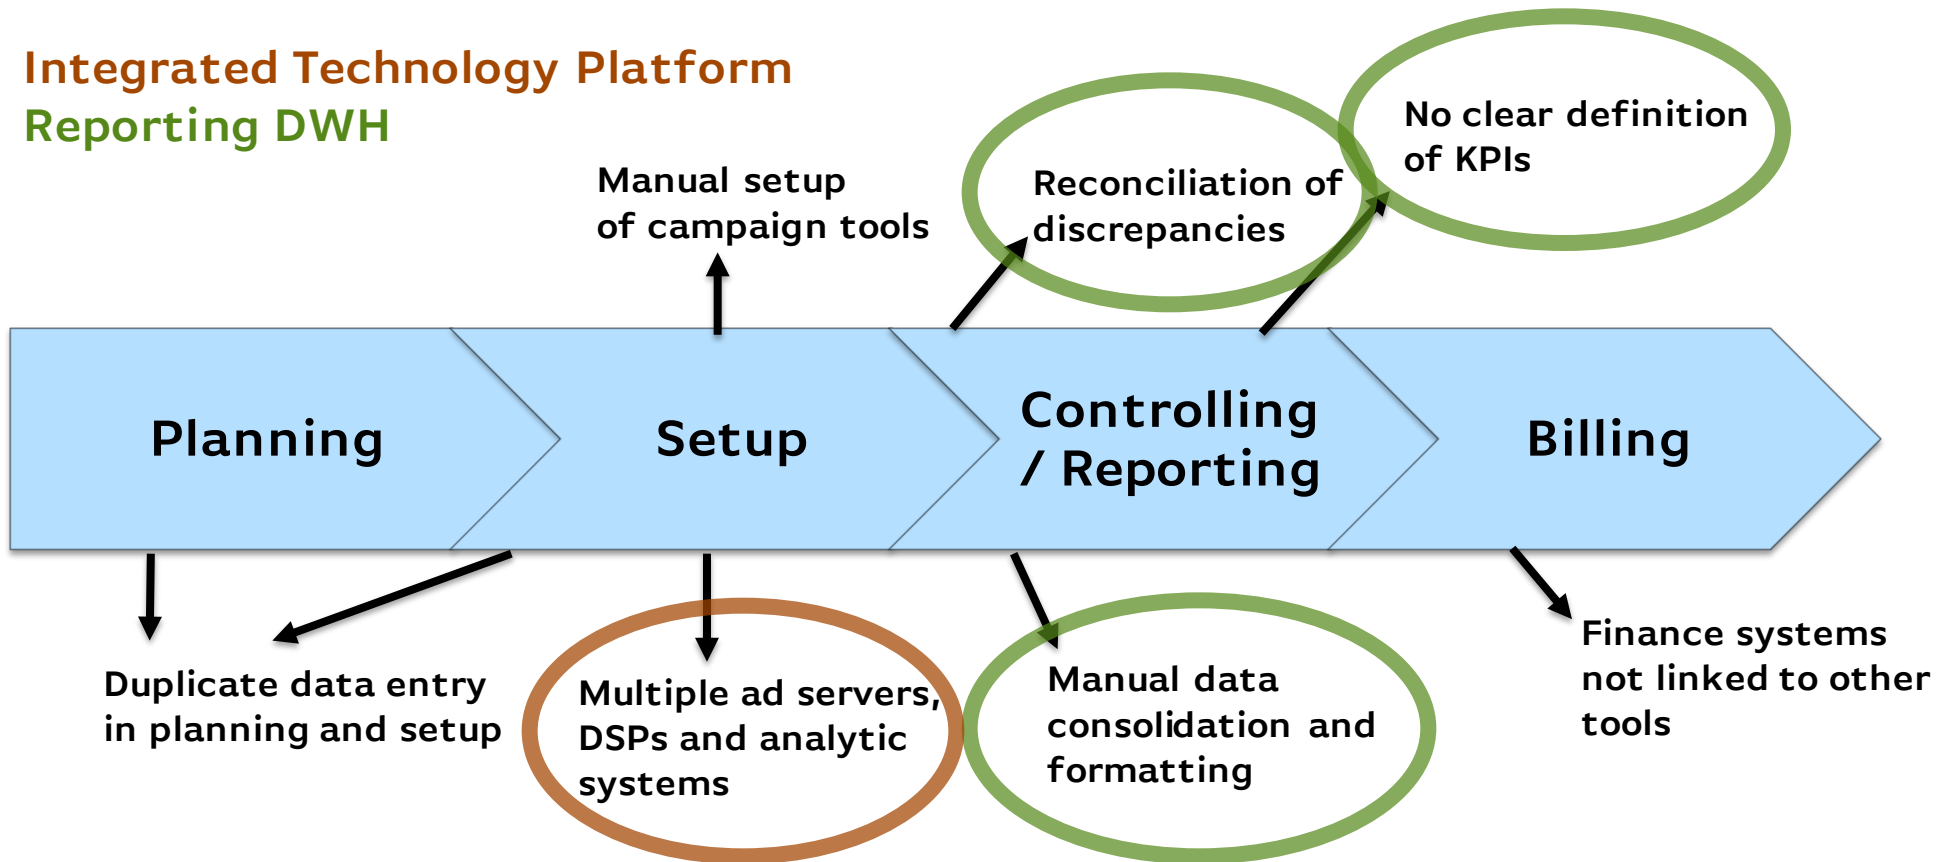 Integrated Technology Platform
Reporting DWH
No clear definition
of KPIs
Manual setup
of campaign tools
Reconciliation of
discrepancies
Planning
Setup
Controlling
/ Reporting
Billing
Duplicate data entry
in planning and setup
Multiple ad servers,
DSPs and analytic
systems
Manual data
consolidation and
formatting
Finance systems
not linked to other
tools